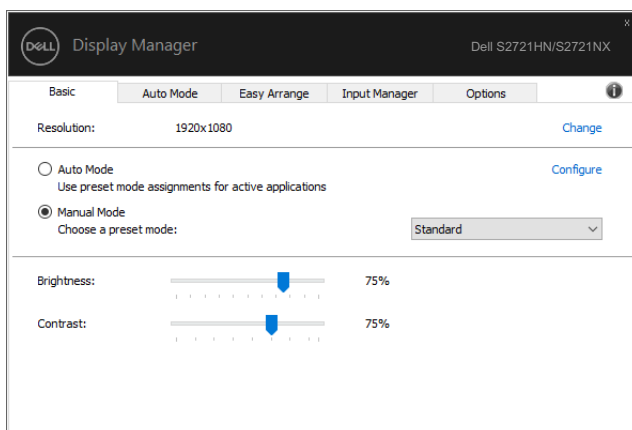 x
DELL Display Manager Dell S2721HN/S2721NX
Basic Auto Mode Easy Arrange Input Manager Options
Resolution: 1920x1080 Change
Auto Mode Configure
Use preset mode assignments for active applications
Manual Mode
Choose a preset mode: Standard
Brightness: 75%
Contrast: 75%